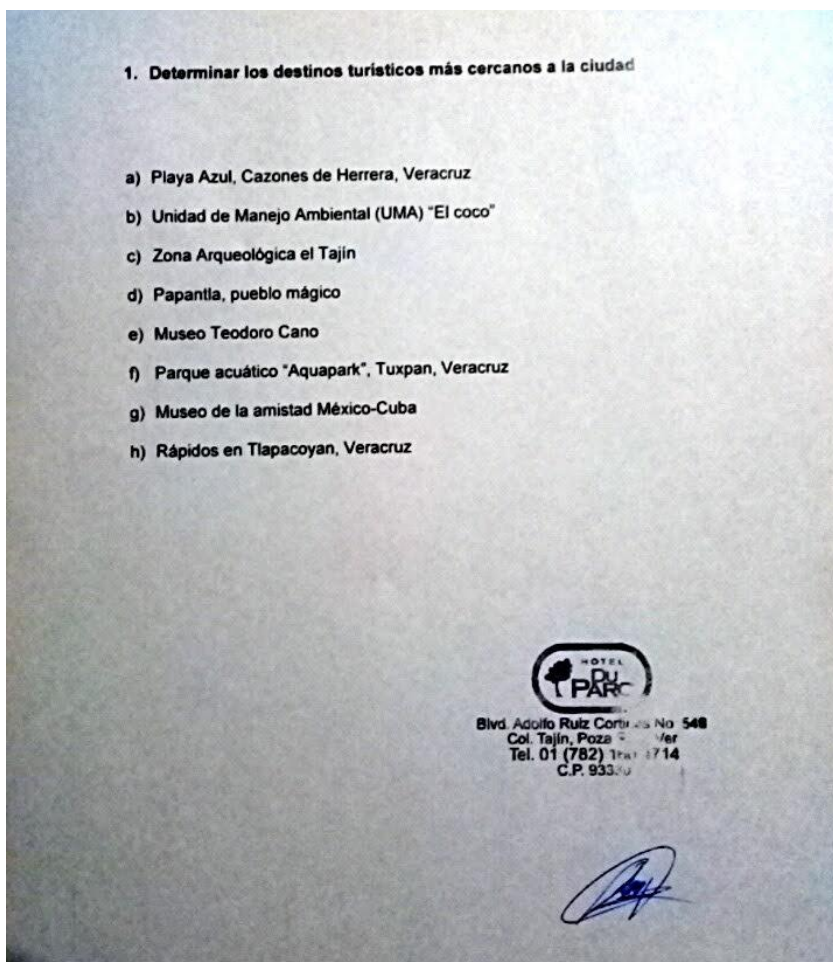 1. Determinar los destinos turísticos más cercanos a la ciudad
a) Playa Azul, Cazones de Herrera, Veracruz
b) Unidad de Manejo Ambiental (UMA) "El coco"
c) Zona Arqueológica el Tajín
d) Papantla, pueblo mágico
e) Museo Teodoro Cano
f) Parque acuático "Aquapark", Tuxpan, Veracruz
g) Museo de la amistad México-Cuba
h) Rápidos en Tlapacoyan, Veracruz
HOTEL
DU
PARC
Blvd. Adolfo Ruiz No 548
Col. Tajín, Poza Ver
Tel. 01 (782)
C.P.